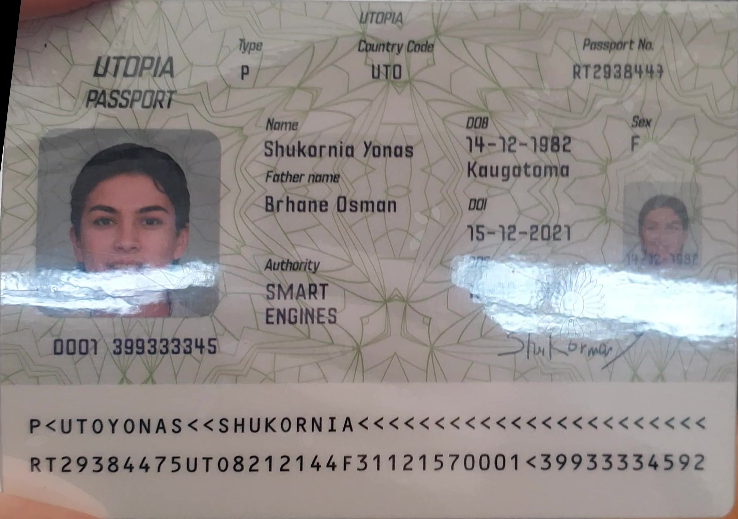 UTOPIA
UTOPIA
PASSPORT
Type
P
Country Code
UTO
Passport No.
RT2938447
Name
Shukornia Yonas
Father name
Brhane Osman
Authority
SMART
ENGINES
DOB
14-12-1982
Kaugatama
DOI
15-12-2021
Sex
F
14-12-1982
0001 399333345
P<UTOYONAS<<SHUKORNIA<<<<<<<<<<<<<<<<<<<<<<<
RT29384475UTO8212144F31121570001<39933334592